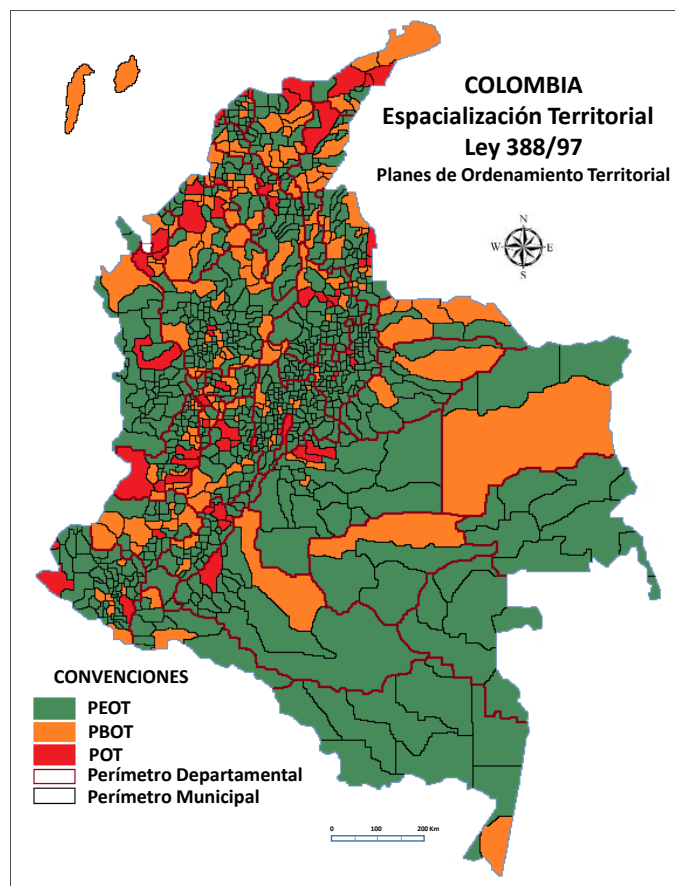 COLOMBIA
Espacialización Territorial
Ley 388/97
Planes de Ordenamiento Territorial
N
W E
S
CONVENCIONES
PEOT
PBOT
POT
Perímetro Departamental
Perímetro Municipal
0 100 200 Km